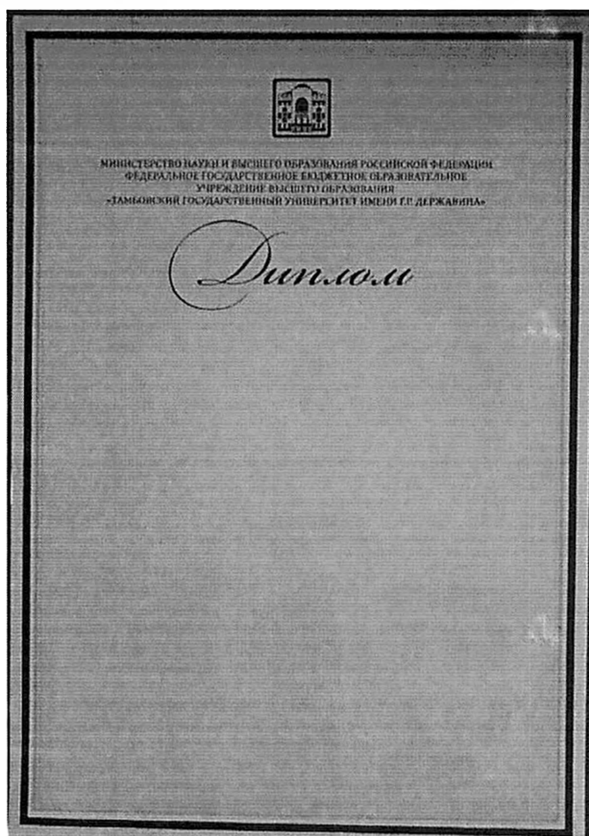 МИНИСТЕРСТВО НАУКИ И ВЫСШЕГО ОБРАЗОВАНИЯ РОССИЙСКОЙ ФЕДЕРАЦИИ
ФЕДЕРАЛЬНОЕ ГОСУДАРСТВЕННОЕ БЮДЖЕТНОЕ ОБРАЗОВАТЕЛЬНОЕ
УЧРЕЖДЕНИЕ ВЫСШЕГО ОБРАЗОВАНИЯ
«ТАМБОВСКИЙ ГОСУДАРСТВЕННЫЙ УНИВЕРСИТЕТ ИМЕНИ Г.Р. ДЕРЖАВИНА»
Диплом